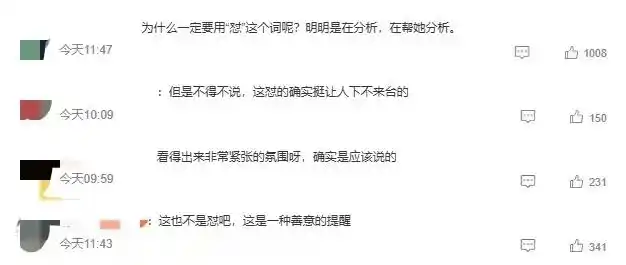 为什么一定要用“怼”这个词呢？明明是在分析，在帮她分析。
今天11:47
1008
：但是不得不说，这怼的确实挺让人下不来台的
今天10:09
150
看得出来非常紧张的氛围呀，确实是应该说的
今天09:59
231
：这也不是怼吧，这是一种善意的提醒
今天11:43
341